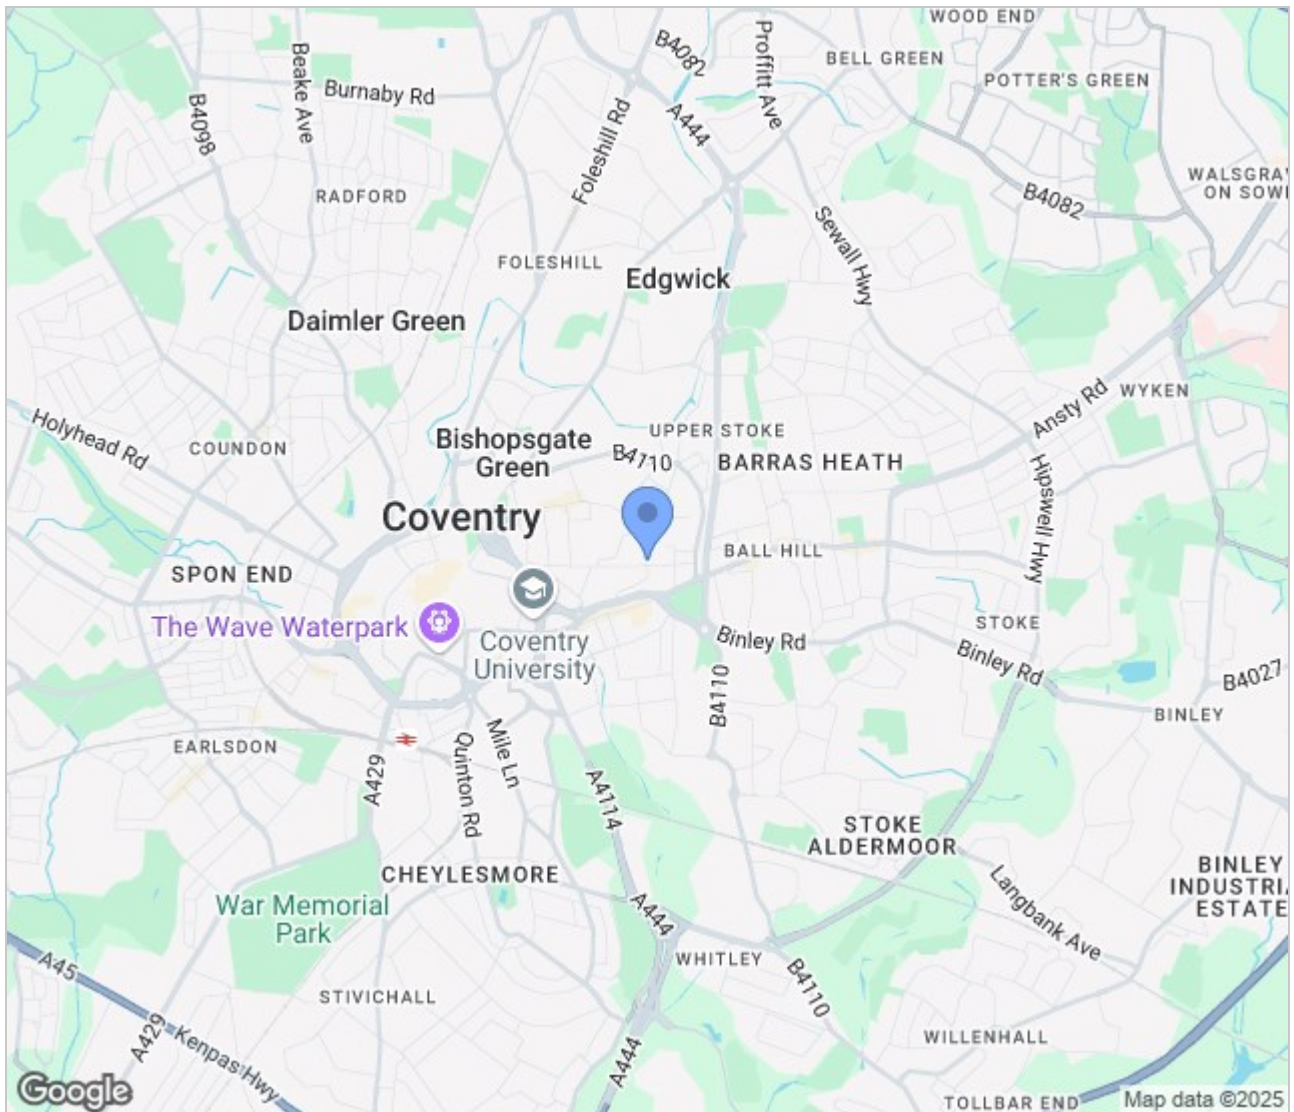 WOOD END
B4082
Proffitt Ave
BELL GREEN
POTTER'S GREEN
Beake Ave
Burnaby Rd
B4098
Foleshill Rd
A444
WALSGRAV
ON SOW
B4082
RADFORD
Sewall Hwy
FOLESHILL
Edgwick
Daimler Green
WYKEN
Ansty Rd
Holyhead Rd
COUNDON
Bishopsgate
Green
UPPER STOKE
B4110
BARRAS HEATH
Hipswell Hwy
Coventry
BALL HILL
SPON END
The Wave Waterpark
Coventry
University
STOKE
Binley Rd
Binley Rd
B4027
B4110
BINLEY
EARLSDON
Mile Ln
Quinton Rd
A429
A4114
STOKE
ALDERMOOR
CHEYLESMORE
Langbank Ave
BINLEY
INDUSTRIA
ESTATE
War Memorial
Park
A444
WHITLEY
A45
B4110
STIVICHALL
A429
Kenpas Hwy
WILLENHALL
A444
Google
TOLLBAR END
Map data ©2025